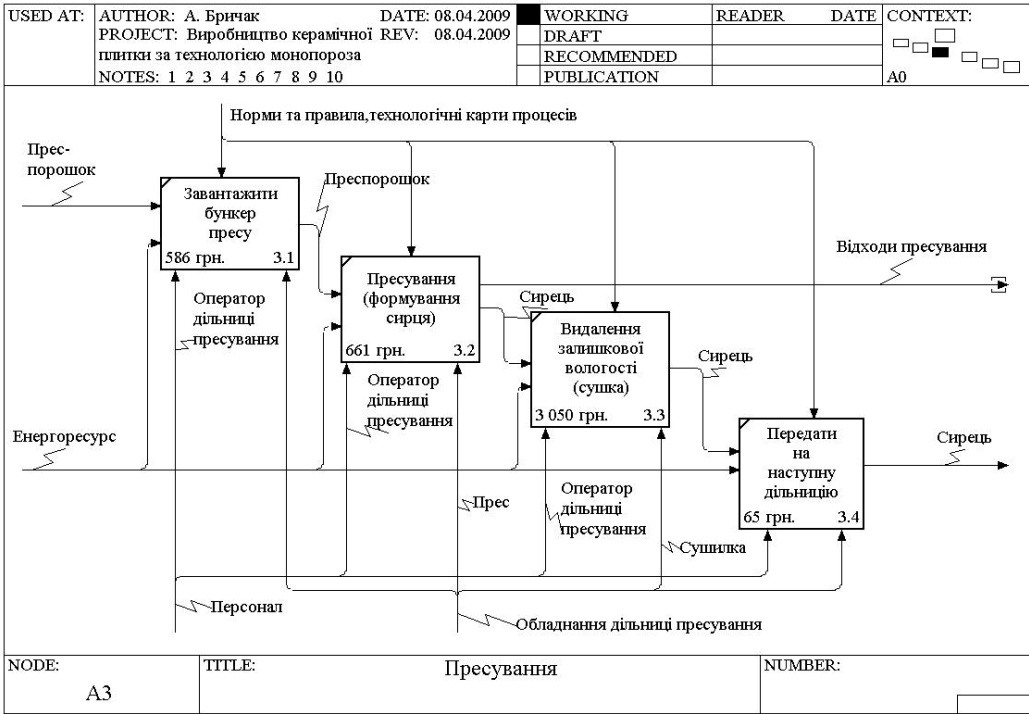 USED AT:
AUTHOR: А. Бричак
DATE: 08.04.2009
PROJECT: Виробництво керамічної
REV: 08.04.2009
плитки за технологією монопороза
NOTES: 1 2 3 4 5 6 7 8 9 10
WORKING
DRAFT
RECOMMENDED
PUBLICATION
READER
DATE
CONTEXT:
A0
Норми та правила,технологічні карти процесів
Прес-
порошок
Завантажити
бункер
пресу
586 грн.
3.1
Преспорошок
Відходи пресування
Пресування
(формування
сирця)
661 грн.
3.2
Оператор
дільниці
пресування
Сирець
Видалення
залишкової
вологості
(сушка)
3 050 грн.
3.3
Сирець
Оператор
дільниці
пресування
Енергоресурс
Передати
на
наступну
дільницію
65 грн.
3.4
Сирець
Прес
Оператор
дільниці
пресування
Сушилка
Персонал
Обладнання дільниці пресування
NODE:
A3
TITLE:
Пресування
NUMBER: